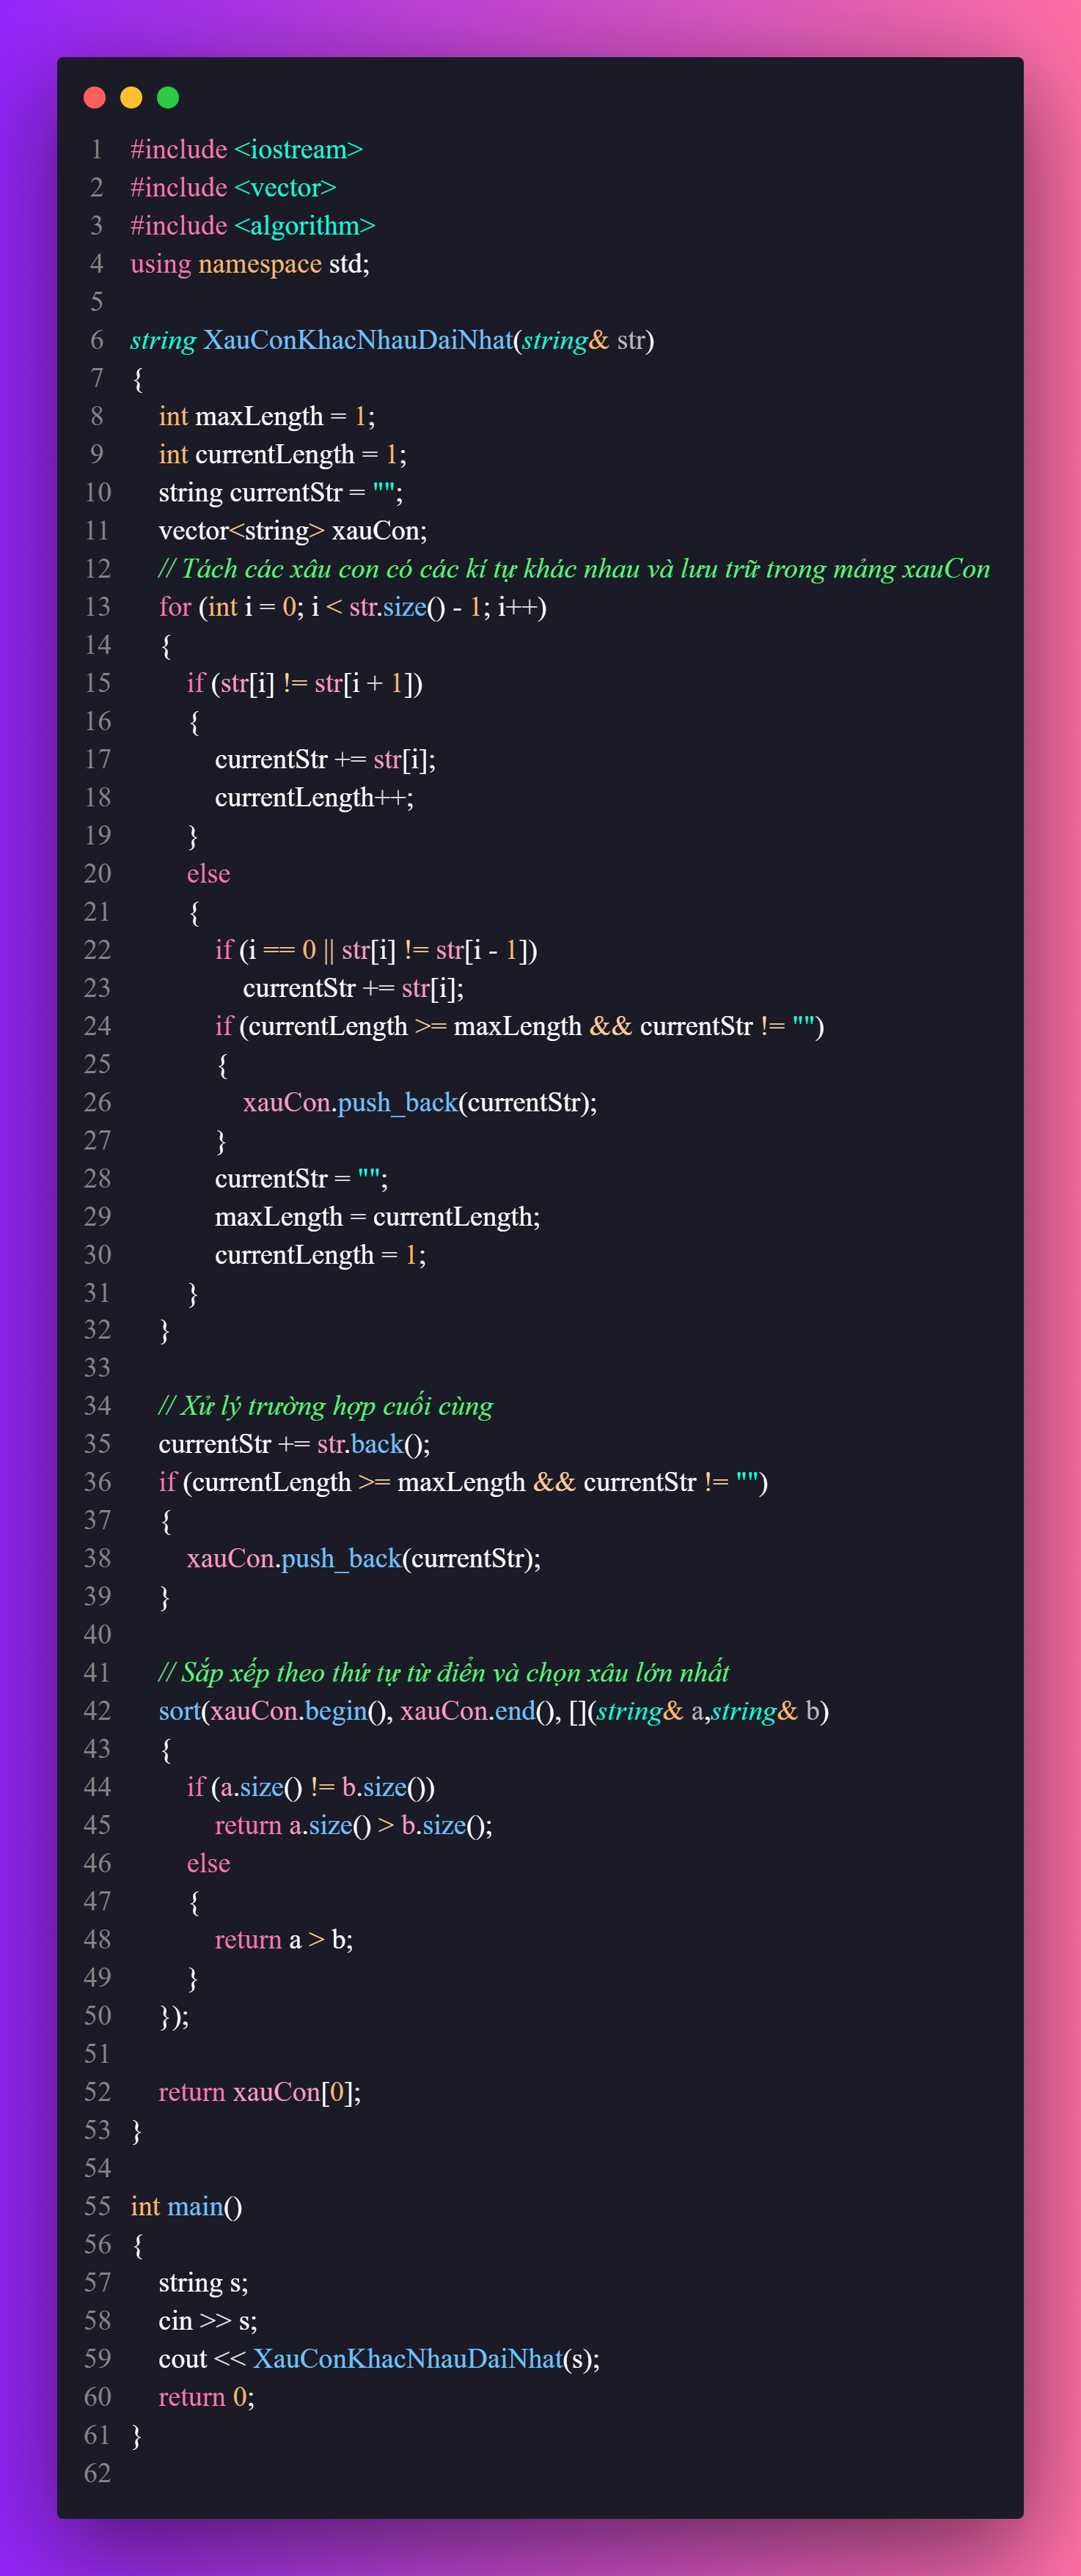 1 #include <iostream>
2 #include <vector>
3 #include <algorithm>
4 using namespace std;
5
6 string XauConKhacNhauDaiNhat(string& str)
7 {
8     int maxLength = 1;
9     int currentLength = 1;
10     string currentStr = "";
11     vector<string> xauCon;
12     // Tách các xâu con có các kí tự khác nhau và lưu trữ trong mảng xauCon
13     for (int i = 0; i < str.size() - 1; i++)
14     {
15         if (str[i] != str[i + 1])
16         {
17             currentStr += str[i];
18             currentLength++;
19         }
20         else
21         {
22             if (i == 0 || str[i] != str[i - 1])
23                 currentStr += str[i];
24             if (currentLength >= maxLength && currentStr != "")
25             {
26                 xauCon.push_back(currentStr);
27             }
28             currentStr = "";
29             maxLength = currentLength;
30             currentLength = 1;
31         }
32     }
33
34     // Xử lý trường hợp cuối cùng
35     currentStr += str.back();
36     if (currentLength >= maxLength && currentStr != "")
37     {
38         xauCon.push_back(currentStr);
39     }
40
41     // Sắp xếp theo thứ tự từ điển và chọn xâu lớn nhất
42     sort(xauCon.begin(), xauCon.end(), [](string& a,string& b)
43     {
44         if (a.size() != b.size())
45             return a.size() > b.size();
46         else
47         {
48             return a > b;
49         }
50     });
51
52     return xauCon[0];
53 }
54
55 int main()
56 {
57     string s;
58     cin >> s;
59     cout << XauConKhacNhauDaiNhat(s);
60     return 0;
61 }
62